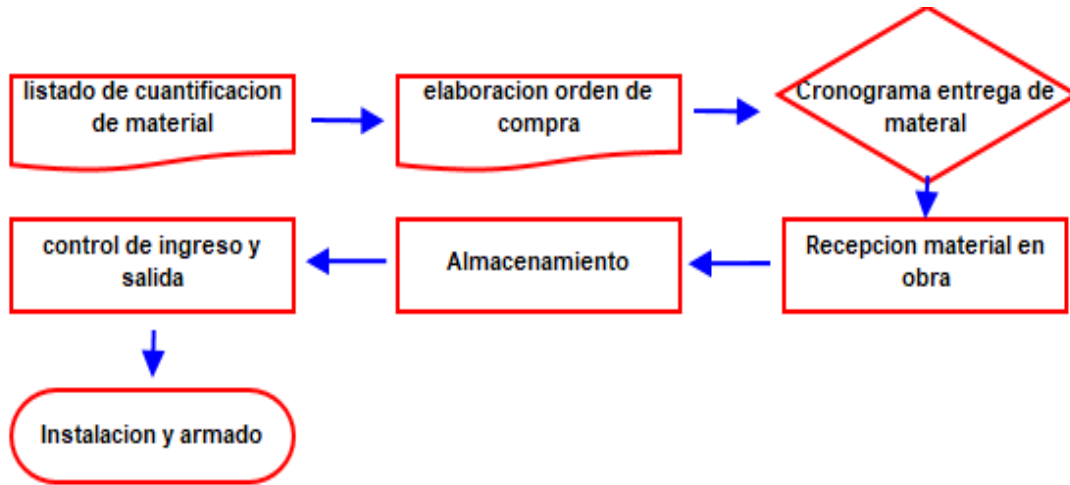 listado de cuantificacion
de material
elaboracion orden de
compra
Cronograma entrega de
materal
Recepcion material en
obra
Almacenamiento
control de ingreso y
salida
Instalacion y armado